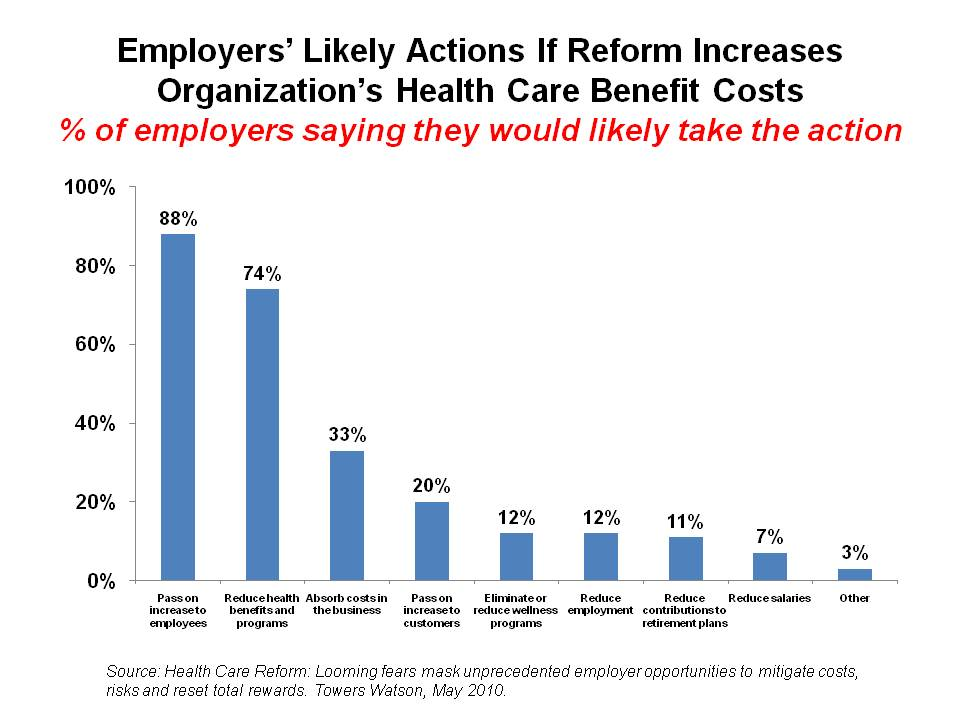 Employers’ Likely Actions If Reform Increases
Organization’s Health Care Benefit Costs
% of employers saying they would likely take the action
100%
80%
60%
40%
20%
0%
88%
74%
33%
20%
12%
12%
11%
7%
3%
Pass on
increase to
employees
Reduce health
benefits and
programs
Absorb costs in
the business
Pass on
increase to
customers
Eliminate or
reduce wellness
programs
Reduce
employment
Reduce
contributions to
retirement plans
Reduce salaries
Other
Source: Health Care Reform: Looming fears mask unprecedented employer opportunities to mitigate costs,
risks and reset total rewards. Towers Watson, May 2010.